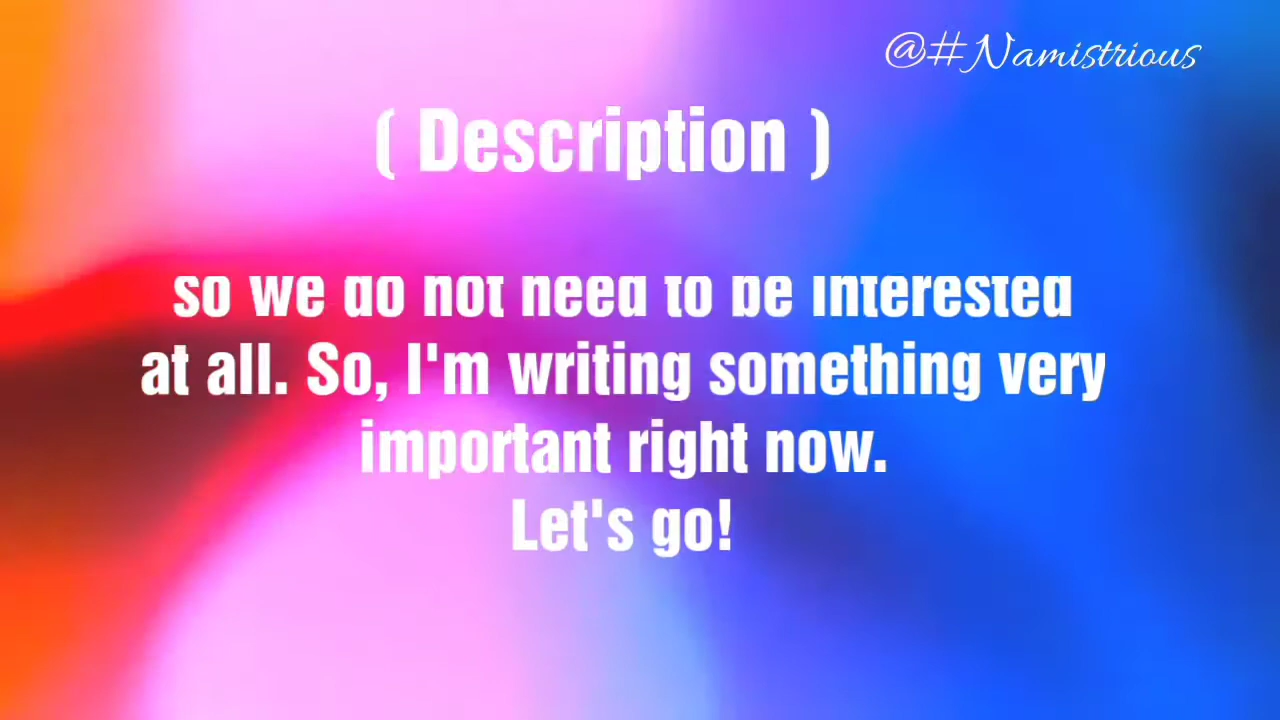 @#Namistrious
( Description )
so we do not need to be interested
at all. So, I'm writing something very
important right now.
Let's go!